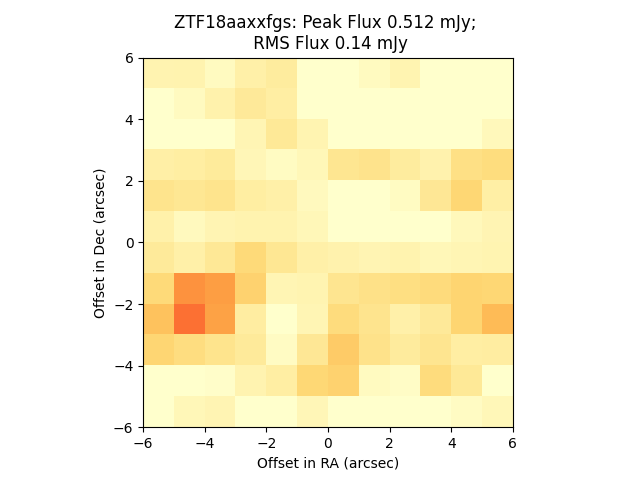 ZTF18aaxxfgs: Peak Flux 0.512 mJy;
RMS Flux 0.14 mJy
6
4
2
0
−2
−4
−6
Offset in Dec (arcsec)
−6 −4 −2 0 2 4 6
Offset in RA (arcsec)